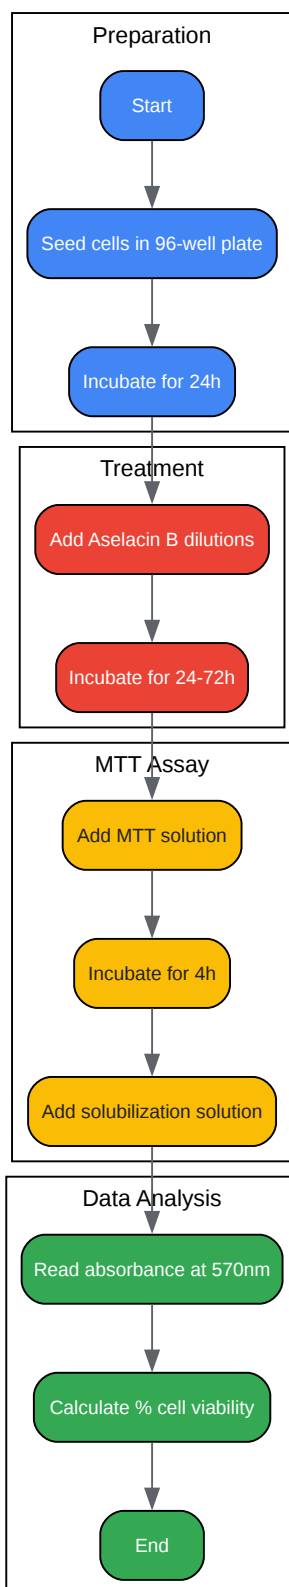 Preparation
Start
Seed cells in 96-well plate
Incubate for 24h
Treatment
Add Aselacin B dilutions
Incubate for 24-72h
MTT Assay
Add MTT solution
Incubate for 4h
Add solubilization solution
Data Analysis
Read absorbance at 570nm
Calculate % cell viability
End